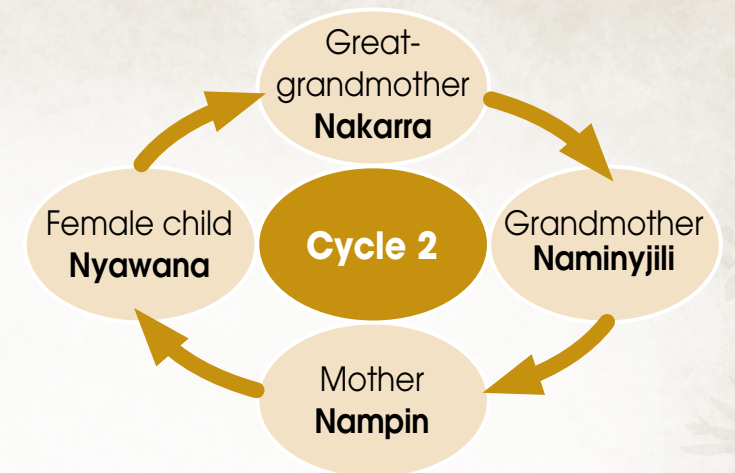 Great-
grandmother
Nakarra
Female child
Nyawana
Cycle 2
Grandmother
Naminyjili
Mother
Nampin